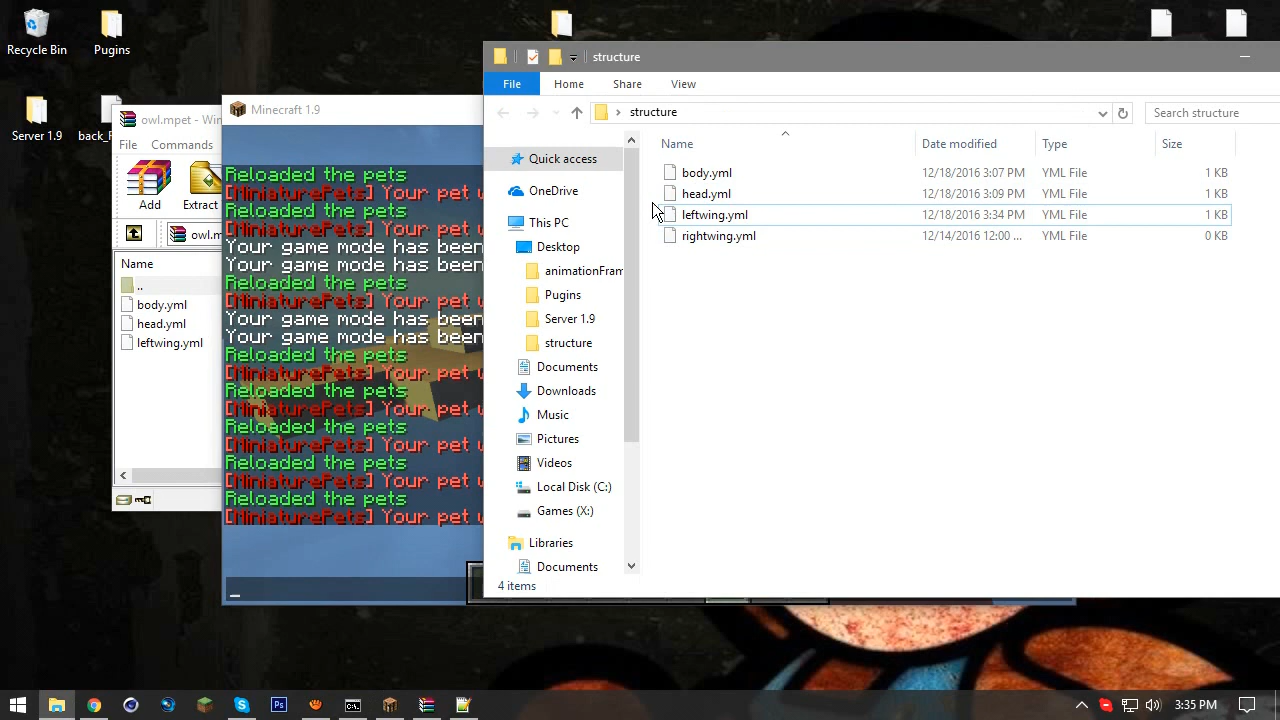 Recycle Bin
Pugins
Server 1.9
owl.mpet - Win
File Commands
Add
Extract
owl.m
Name
..
body.yml
head.yml
leftwing.yml
Minecraft 1.9
Reloaded the pets
[MiniaturePets] Your pet
Reloaded the pets
[MiniaturePets] Your pet
Your game mode has been
Your game mode has been
Reloaded the pets
[MiniaturePets] Your pet
Your game mode has been
Your game mode has been
Reloaded the pets
[MiniaturePets] Your pet
Reloaded the pets
[MiniaturePets] Your pet
Reloaded the pets
[MiniaturePets] Your pet
Reloaded the pets
[MiniaturePets] Your pet
Reloaded the pets
[MiniaturePets] Your pet
_
structure
File Home Share View
structure
Search structure
Name Date modified Type Size
body.yml 12/18/2016 3:07 PM YML File 1 KB
head.yml 12/18/2016 3:09 PM YML File 1 KB
leftwing.yml 12/18/2016 3:34 PM YML File 1 KB
rightwing.yml 12/14/2016 12:00 ... YML File 0 KB
Quick access
OneDrive
This PC
Desktop
animationFram
Pugins
Server 1.9
structure
Documents
Downloads
Music
Pictures
Videos
Local Disk (C:)
Games (X:)
Libraries
Documents
4 items
Ps
3:35 PM